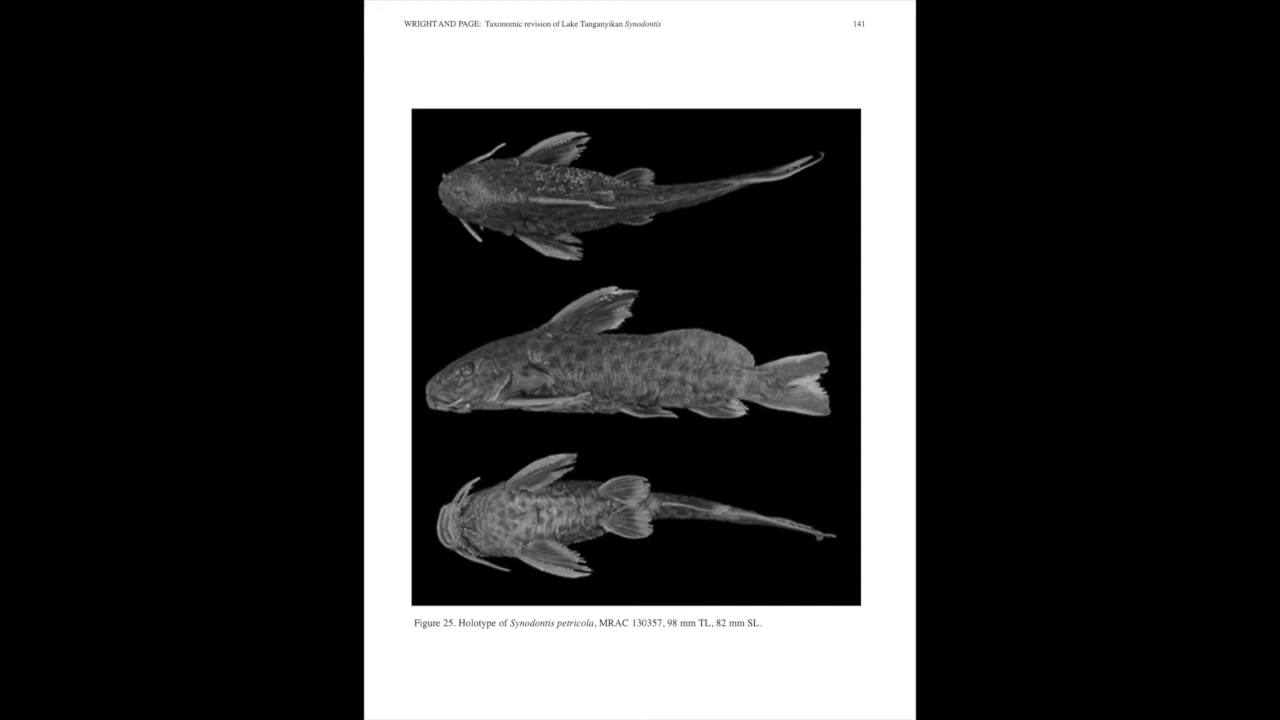 WRIGHT AND PAGE: Taxonomic revision of Lake Tanganyikan Synodontis 141
Figure 25. Holotype of Synodontis petricola, MRAC 130357, 98 mm TL, 82 mm SL.